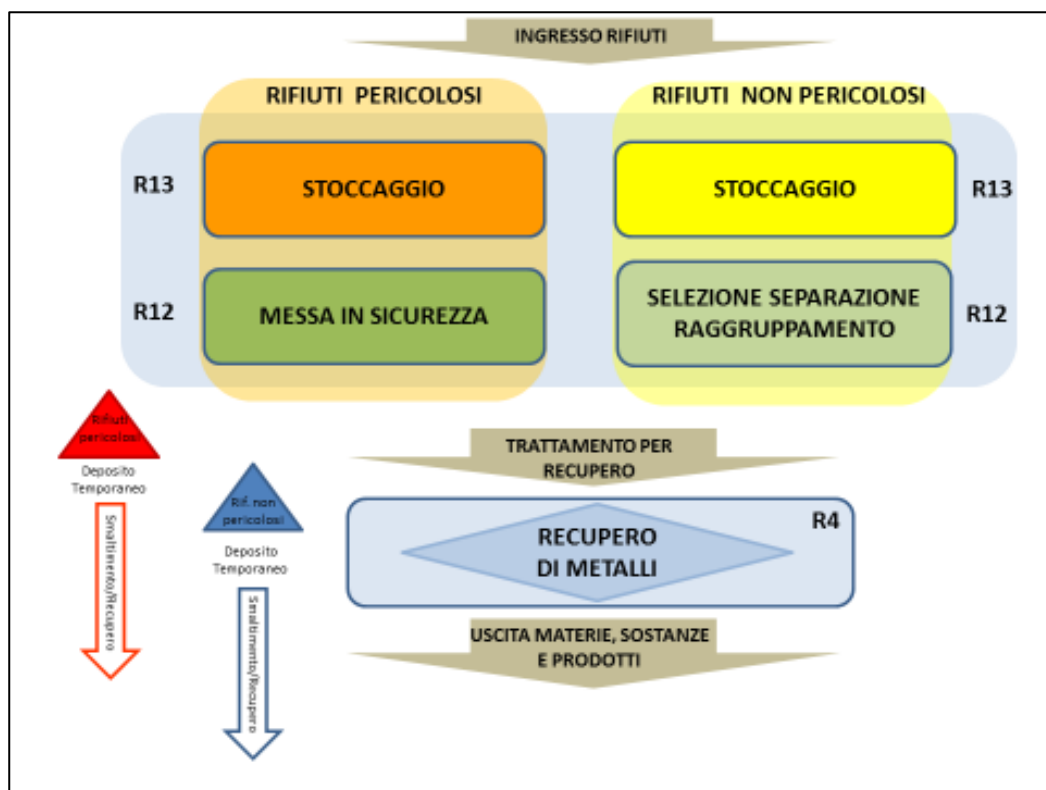 INGRESSO RIFIUTI
RIFIUTI PERICOLOSI
RIFIUTI NON PERICOLOSI
R13
STOCCAGGIO
STOCCAGGIO
R13
R12
MESSA IN SICUREZZA
SELEZIONE SEPARAZIONE
RAGGRUPPAMENTO
R12
Rifiuti
pericolosi
Deposito
Temporaneo
Smaltimento/Recupero
Rif. non
pericolosi
Deposito
Temporaneo
Smaltimento/Recupero
TRATTAMENTO PER
RECUPERO
R4
RECUPERO
DI METALLI
USCITA MATERIE, SOSTANZE
E PRODOTTI